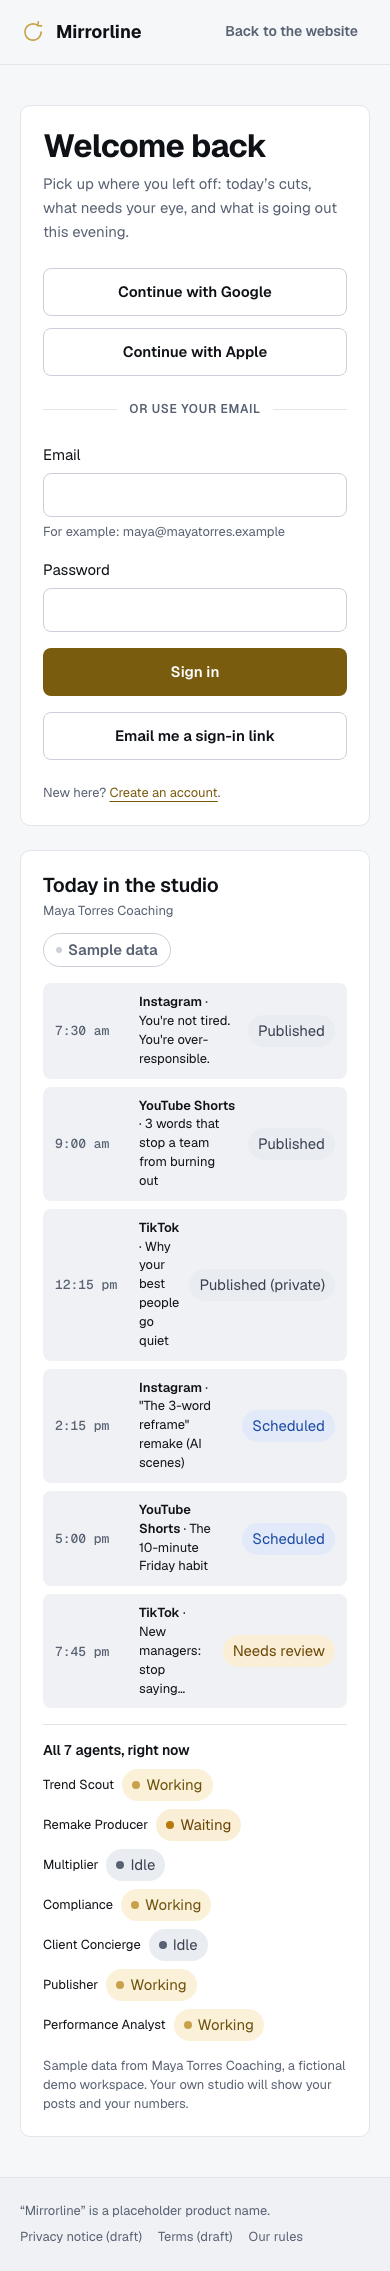 Mirrorline
Back to the website
Welcome back
Pick up where you left off: today's cuts,
what needs your eye, and what is going out
this evening.
Continue with Google
Continue with Apple
OR USE YOUR EMAIL
Email
For example: maya@mayatorres.example
Password
Sign in
Email me a sign-in link
New here? Create an account.
Today in the studio
Maya Torres Coaching
Sample data
7:30 am
Instagram ·
You're not tired.
You're over-
responsible.
Published
9:00 am
YouTube Shorts
· 3 words that
stop a team
from burning
out
Published
12:15 pm
TikTok
· Why
your
best
people
go
quiet
Published (private)
2:15 pm
Instagram ·
"The 3-word
reframe"
remake (AI
scenes)
Scheduled
5:00 pm
YouTube
Shorts · The
10-minute
Friday habit
Scheduled
7:45 pm
TikTok ·
New
managers:
stop
saying…
Needs review
All 7 agents, right now
Trend Scout Working
Remake Producer Waiting
Multiplier Idle
Compliance Working
Client Concierge Idle
Publisher Working
Performance Analyst Working
Sample data from Maya Torres Coaching, a fictional
demo workspace. Your own studio will show your
posts and your numbers.
“Mirrorline” is a placeholder product name.
Privacy notice (draft) Terms (draft) Our rules